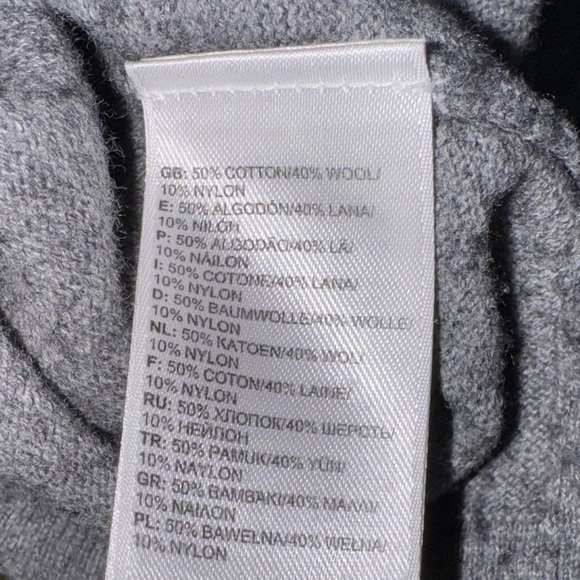 GB: 50% COTTON/40% WOOL/
10% NYLON
E: 50% ALGODÓN/40% LANA/
10% NILÓN
P: 50% ALGODÃO/40% LÃ/
10% NÁILON
I: 50% COTONE/40% LANA/
10% NYLON
D: 50% BAUMWOLLE/40% WOLLE/
10% NYLON
NL: 50% KATOEN/40% WOL/
10% NYLON
F: 50% COTON/40% LAINE/
10% NYLON
RU: 50% ХЛОПОК/40% ШЕРСТЬ/
10% НЕЙЛОН
TR: 50% PAMUK/40% YÜN/
10% NAYLON
GR: 50% ΒΑΜΒΑΚΙ/40% ΜΑΛΛΙ/
10% ΝΑΙΛΟΝ
PL: 50% BAWEŁNA/40% WEŁNA/
10% NYLON